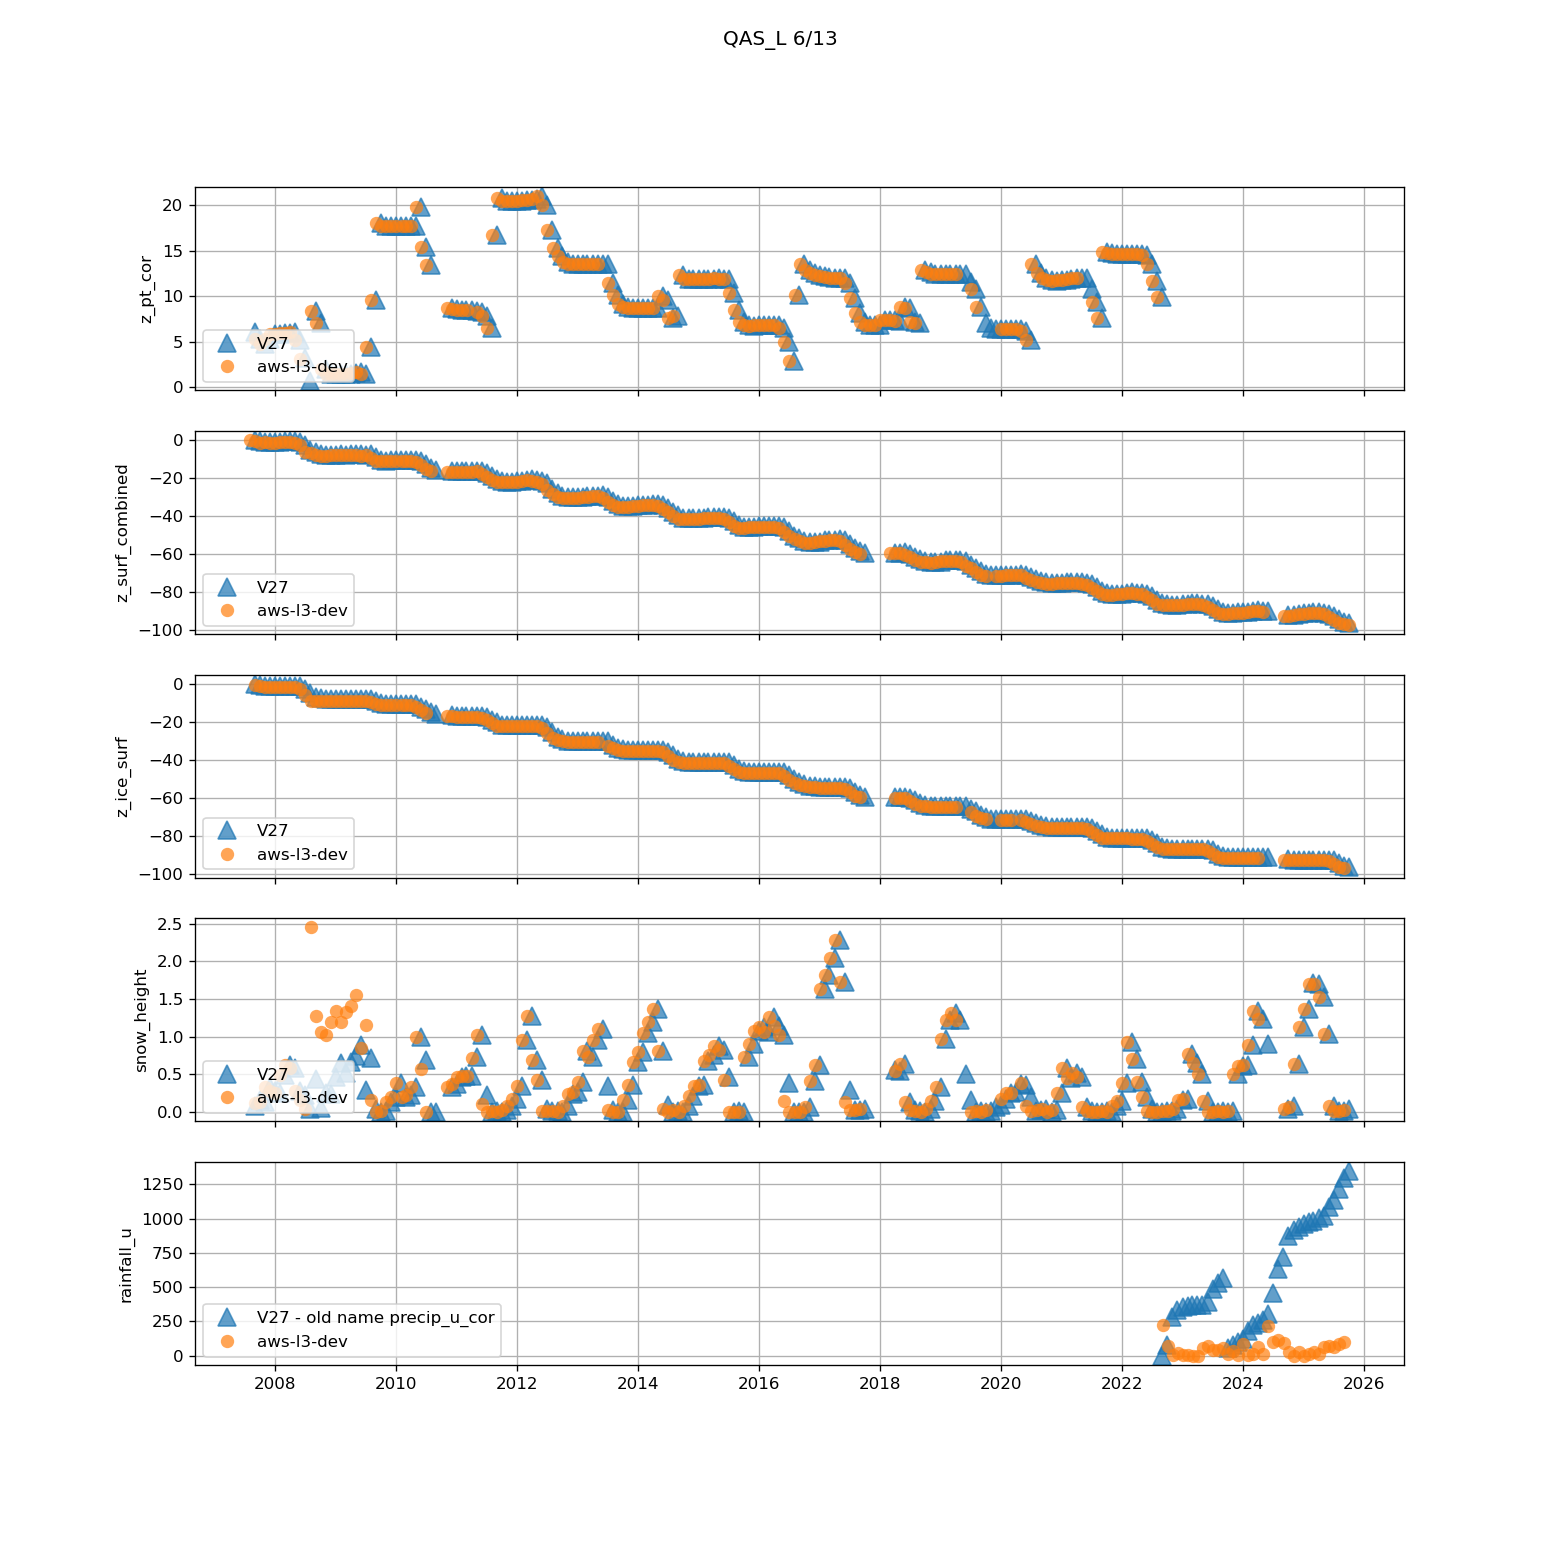 QAS_L 6/13
z_pt_cor
20
15
10
5
0
V27
aws-l3-dev
z_surf_combined
0
−20
−40
−60
−80
−100
V27
aws-l3-dev
z_ice_surf
0
−20
−40
−60
−80
−100
V27
aws-l3-dev
snow_height
2.5
2.0
1.5
1.0
0.5
0.0
V27
aws-l3-dev
rainfall_u
1250
1000
750
500
250
0
V27 - old name precip_u_cor
aws-l3-dev
2008 2010 2012 2014 2016 2018 2020 2022 2024 2026